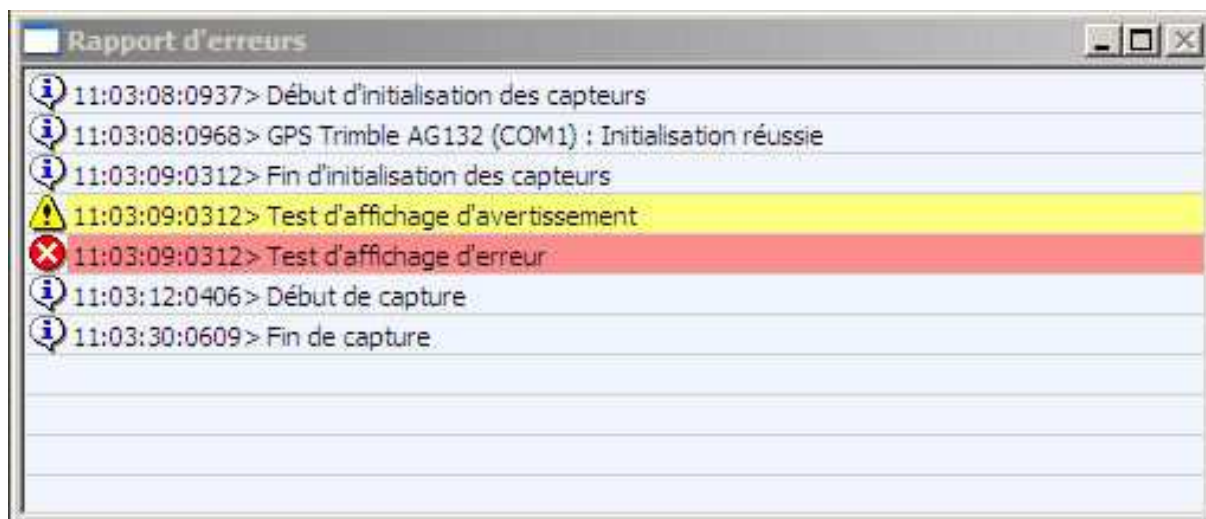 Rapport d'erreurs
11:03:08:0937> Début d'initialisation des capteurs
11:03:08:0968> GPS Trimble AG132 (COM1) : Initialisation réussie
11:03:09:0312> Fin d'initialisation des capteurs
11:03:09:0312> Test d'affichage d'avertissement
11:03:09:0312> Test d'affichage d'erreur
11:03:12:0406> Début de capture
11:03:30:0609> Fin de capture